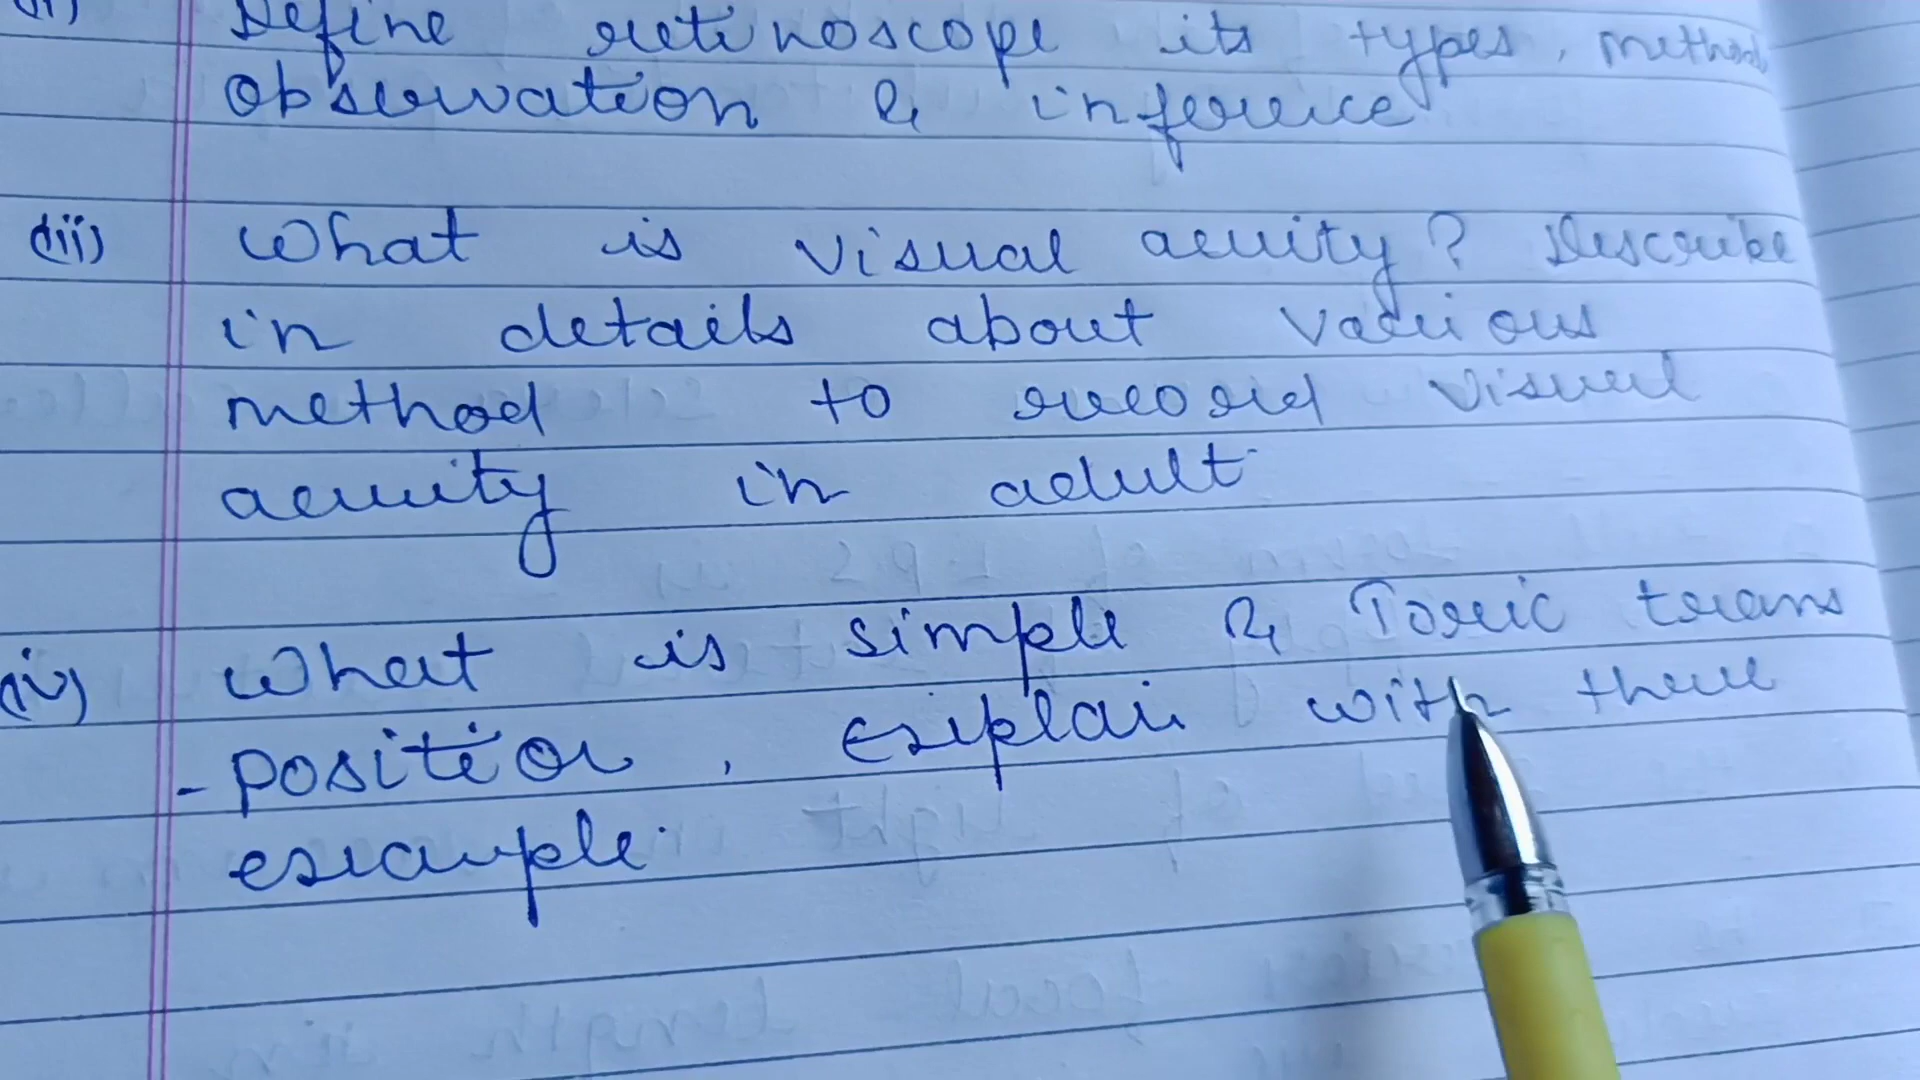 Define retinoscope its types, method
observation & inference
(iii) What is visual acuity? Describe
in details about various
method to record visual
acuity in adult
(iv) What is simple & Toric trans
-position, explain with there
example.